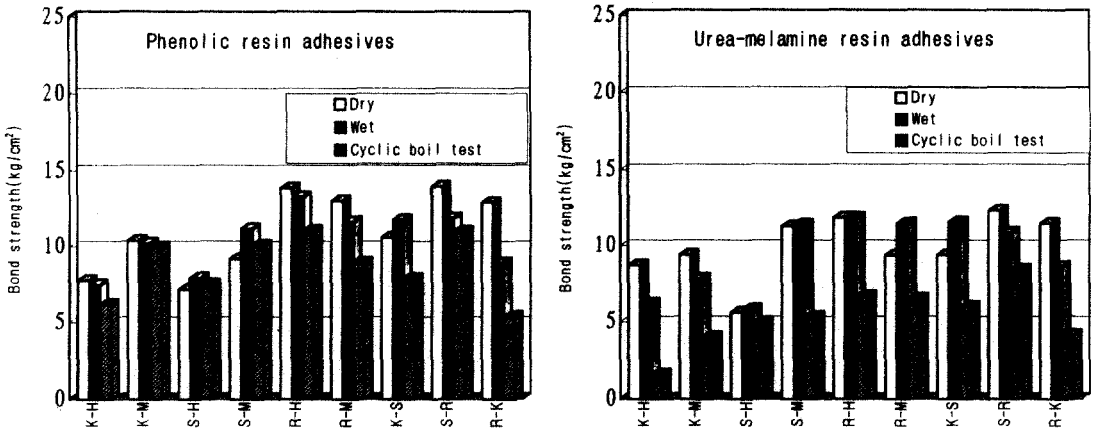 Phenolic resin adhesives
Bond strength(kg/cm²)
25
20
15
10
5
0
Dry
Wet
Cyclic boil test
K-H
K-M
S-H
S-M
R-H
R-M
K-S
S-R
R-K
Urea-melamine resin adhesives
Bond strength(kg/cm²)
25
20
15
10
5
0
Dry
Wet
Cyclic boil test
K-H
K-M
S-H
S-M
R-H
R-M
K-S
S-R
R-K